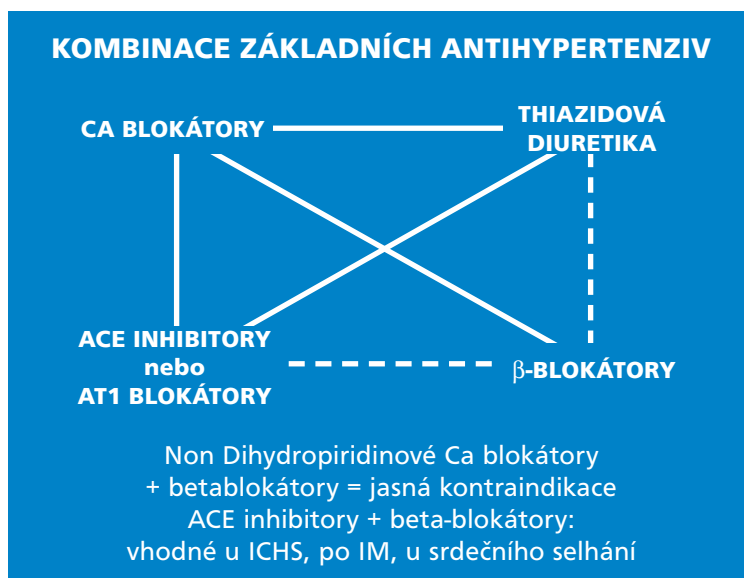 KOMBINACE ZÁKLADNÍCH ANTIHYPERTENZIV
CA BLOKÁTORY
THIAZIDOVÁ
DIURETIKA
ACE INHIBITORY
nebo
AT1 BLOKÁTORY
β-BLOKÁTORY
Non Dihydropiridinové Ca blokátory
+ betablokátory = jasná kontraindikace
ACE inhibitory + beta-blokátory:
vhodné u ICHS, po IM, u srdečního selhání